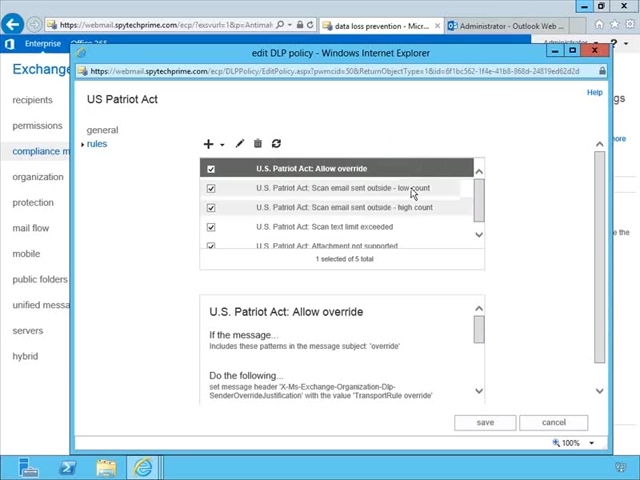 https://webmail.spytechprime.com/ecp/?exsvurl=1&p=Antimal
data loss prevention - Micr...
Administrator - Outlook Web ...
Enterprise
Office 365
Administrator
edit DLP policy - Windows Internet Explorer
https://webmail.spytechprime.com/ecp/DLPPolicy/EditPolicy.aspx?pwmcid=50&ReturnObjectType=1&id=6f1bc562-1f4e-41b8-868d-24819ed62d2d
Exchange
Help
US Patriot Act
recipients
permissions
compliance m
organization
protection
mail flow
mobile
public folders
unified mess
servers
hybrid
general
rules
U.S. Patriot Act: Allow override
U.S. Patriot Act: Scan email sent outside - low count
U.S. Patriot Act: Scan email sent outside - high count
U.S. Patriot Act: Scan text limit exceeded
U.S. Patriot Act: Attachment not supported
1 selected of 5 total
U.S. Patriot Act: Allow override
If the message...
Includes these patterns in the message subject: 'override'
Do the following...
set message header 'X-Ms-Exchange-Organization-Dlp-
SenderOverrideJustification' with the value 'TransportRule override'
save
cancel
100%